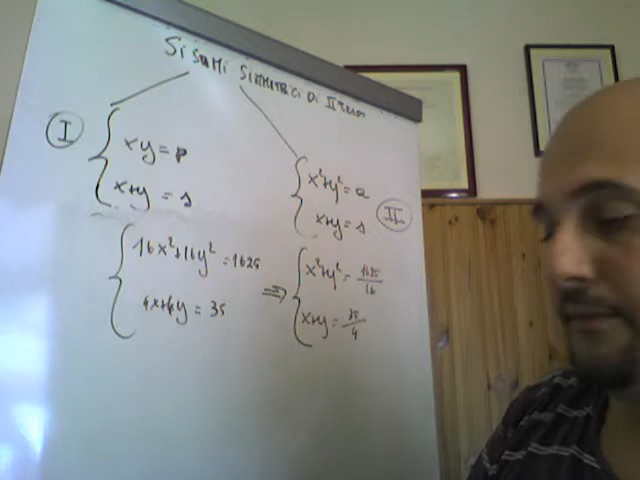 SISTEMI SIMMETRICI DI II GRADO
I
xy = p
x+y = s
x²+y² = a
x+y = s
II
16x²+16y² = 1625
4x+4y = 35
⇒
x²+y² = 1625/16
x+y = 35/4